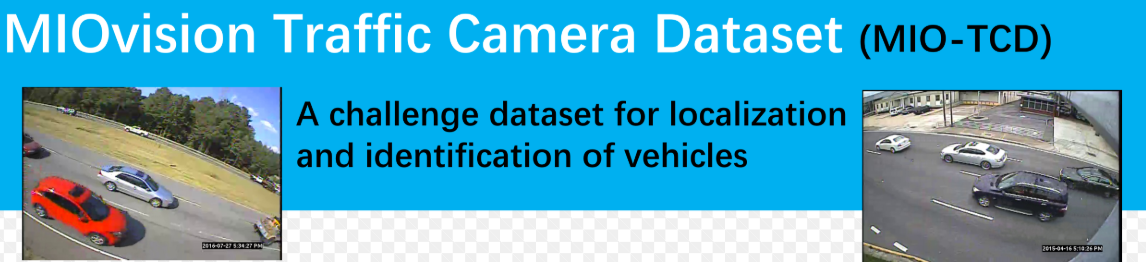 MIOvision Traffic Camera Dataset (MIO-TCD)
A challenge dataset for localization
and identification of vehicles
2016-07-27 5:34:27 PM
2015-04-16 5:10:26 PM